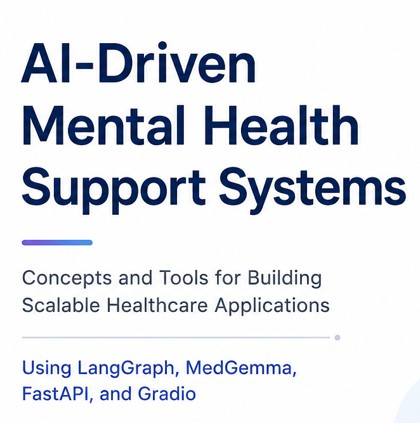 AI-Driven
Mental Health
Support Systems
Concepts and Tools for Building
Scalable Healthcare Applications
Using LangGraph, MedGemma,
FastAPI, and Gradio